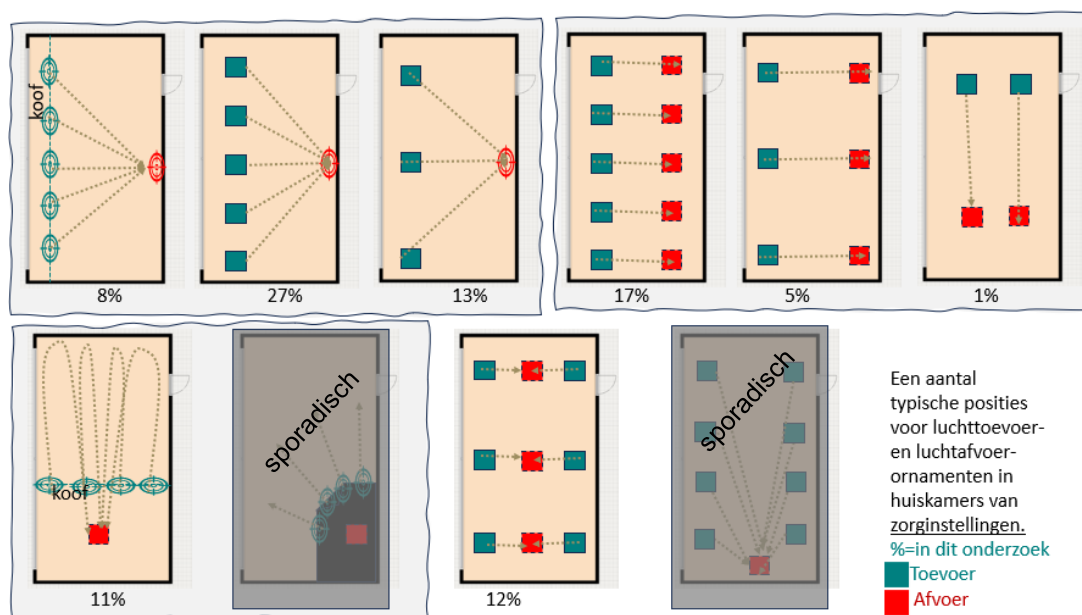 koof
8%
27%
13%
17%
5%
1%
koof
11%
sporadisch
12%
sporadisch
Een aantal
typische posities
voor luchttoevoer-
en luchtafvoer-
ornamenten in
huiskamers van
zorginstellingen.
%=in dit onderzoek
Toevoer
Afvoer